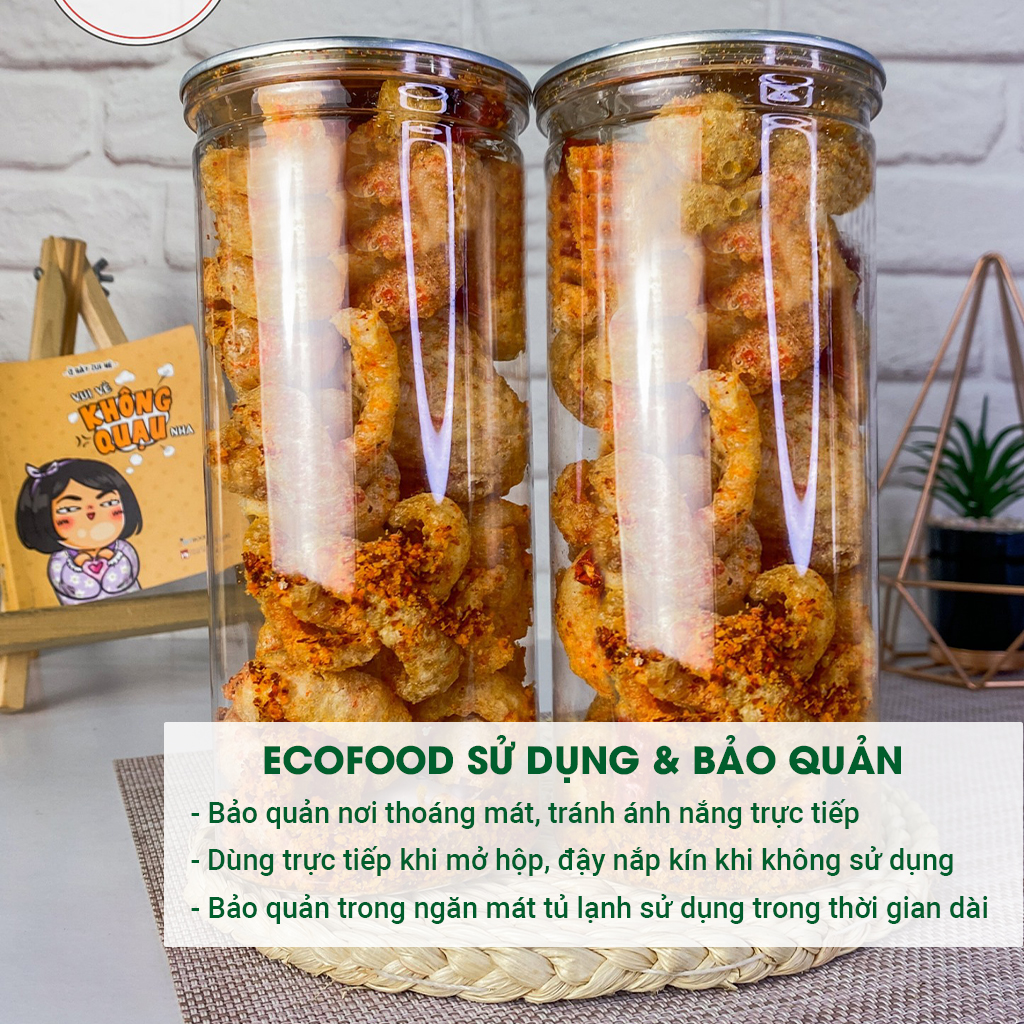 VUI VẺ
KHÔNG
QUẠU NHA
ECOFOOD SỬ DỤNG & BẢO QUẢN
- Bảo quản nơi thoáng mát, tránh ánh nắng trực tiếp
- Dùng trực tiếp khi mở hộp, đậy nắp kín khi không sử dụng
- Bảo quản trong ngăn mát tủ lạnh sử dụng trong thời gian dài